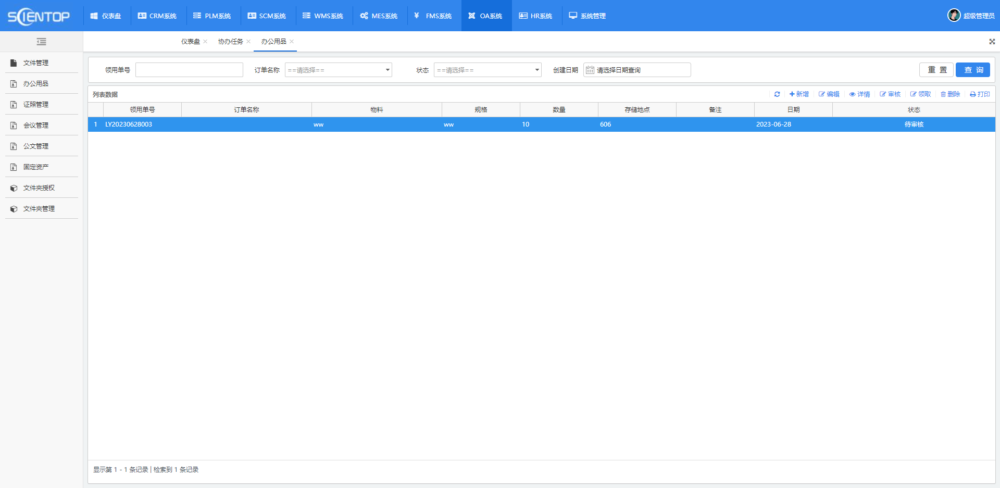 SCIENTOP 仪表盘 CRM系统 PLM系统 SCM系统 WMS系统 MES系统 FMS系统 OA系统 HR系统 系统管理 超级管理员
仪表盘 协办任务 办公用品
文件管理
办公用品
证照管理
会议管理
公文管理
固定资产
文件夹授权
文件夹管理
领用单号 订单名称 ==请选择== 状态 ==请选择== 创建日期 请选择日期查询 重 置 查 询
列表数据 新增 编辑 详情 审核 领取 删除 打印
领用单号 订单名称 物料 规格 数量 存储地点 备注 日期 状态
1 LY20230628003 ww ww 10 606 2023-06-28 待审核
显示第 1 - 1 条记录 | 检索到 1 条记录